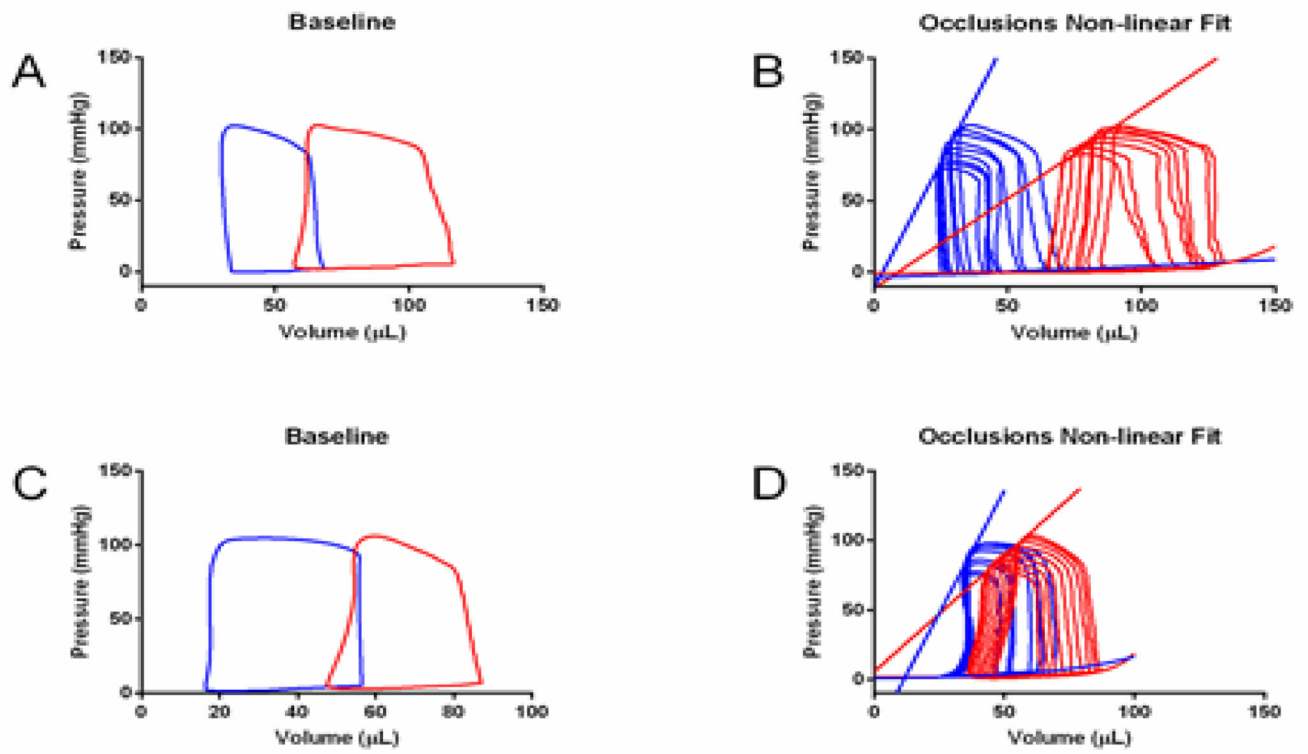 A
Baseline
Pressure (mmHg)
150
100
50
0
0
50
100
150
Volume (μL)
B
Occlusions Non-linear Fit
Pressure (mmHg)
150
100
50
0
0
50
100
150
Volume (μL)
C
Baseline
Pressure (mmHg)
150
100
50
0
0
20
40
60
80
100
Volume (μL)
D
Occlusions Non-linear Fit
Pressure (mmHg)
150
100
50
0
0
50
100
150
Volume (μL)